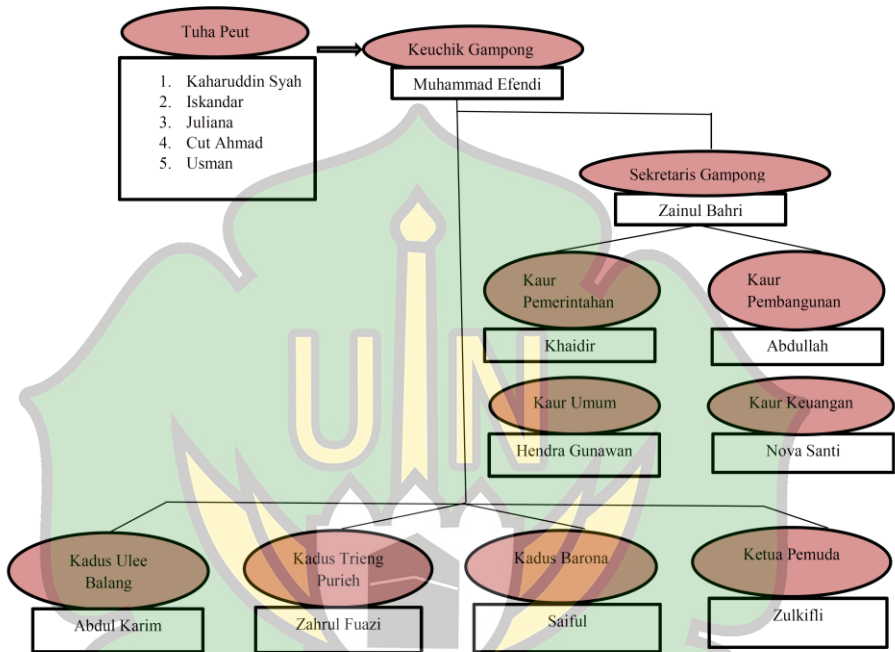 Tuha Peut
1. Kaharuddin Syah
2. Iskandar
3. Juliana
4. Cut Ahmad
5. Usman
Keuchik Gampong
Muhammad Efendi
Sekretaris Gampong
Zainul Bahri
Kaur
Pemerintahan
Khaidir
Kaur
Pembangunan
Abdullah
Kaur Umum
Hendra Gunawan
Kaur Keuangan
Nova Santi
UIN
Kadus Ulee
Balang
Abdul Karim
Kadus Trieng
Purieh
Zahrul Fuazi
Kadus Barona
Saiful
Ketua Pemuda
Zulkifli